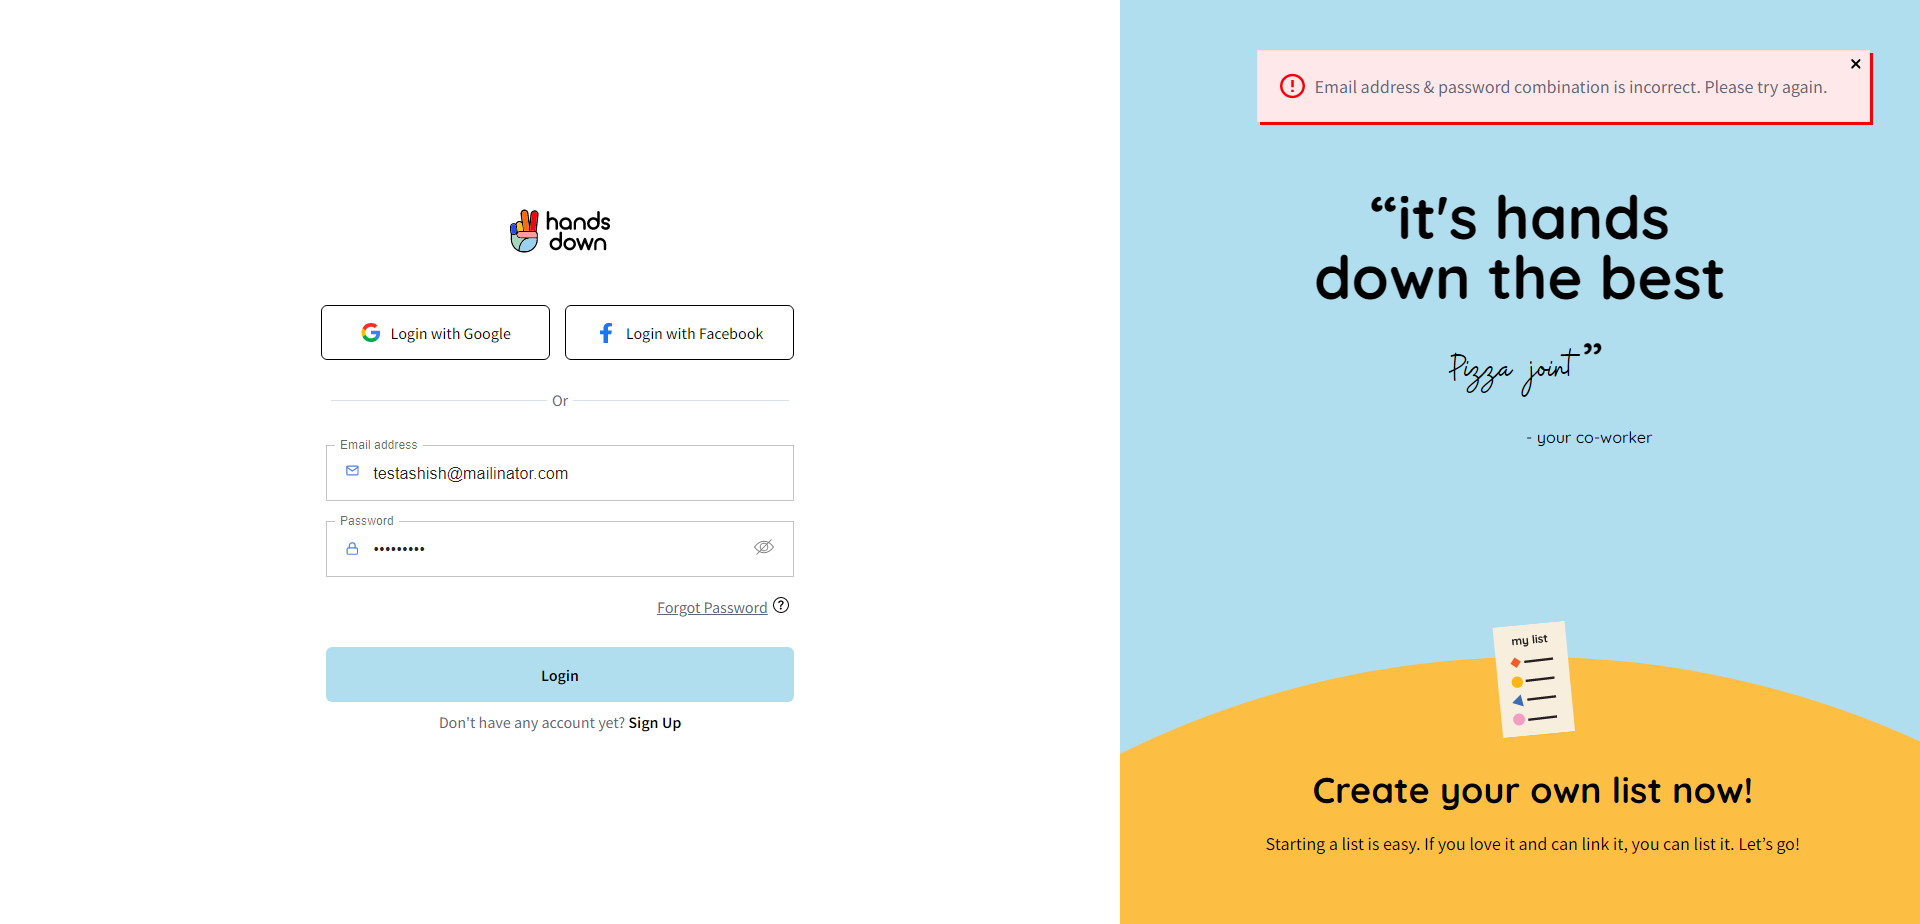 hands
down
Login with Google
Login with Facebook
Or
Email address
testashish@mailinator.com
Password
•••••••••
Forgot Password
Login
Don't have any account yet? Sign Up
Email address & password combination is incorrect. Please try again.
“it's hands
down the best
Pizza joint”
- your co-worker
my list
Create your own list now!
Starting a list is easy. If you love it and can link it, you can list it. Let’s go!